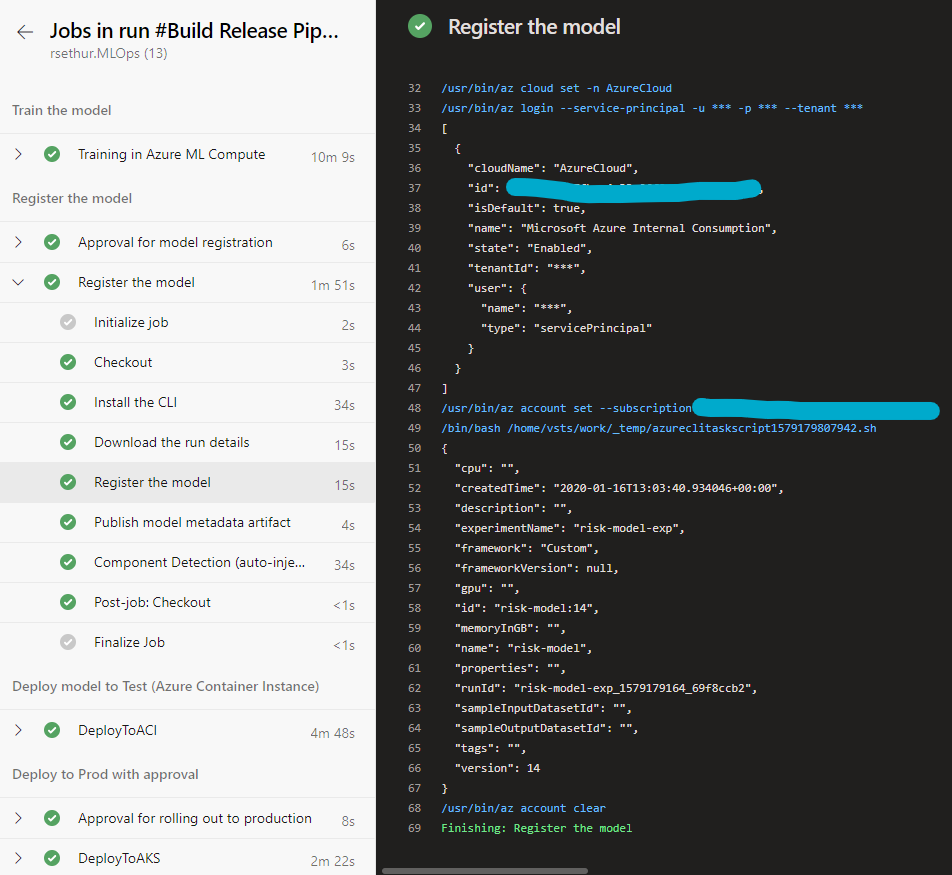 Jobs in run #Build Release Pip...
rsethur.MLOps (13)
Train the model
Training in Azure ML Compute 10m 9s
Register the model
Approval for model registration 6s
Register the model 1m 51s
Initialize job 2s
Checkout 3s
Install the CLI 34s
Download the run details 15s
Register the model 15s
Publish model metadata artifact 4s
Component Detection (auto-inje... 34s
Post-job: Checkout <1s
Finalize Job <1s
Deploy model to Test (Azure Container Instance)
DeployToACI 4m 48s
Deploy to Prod with approval
Approval for rolling out to production 8s
DeployToAKS 2m 22s
Register the model
32 /usr/bin/az cloud set -n AzureCloud
33 /usr/bin/az login --service-principal -u *** -p *** --tenant ***
34 [
35 {
36 "cloudName": "AzureCloud",
37 "id": ,
38 "isDefault": true,
39 "name": "Microsoft Azure Internal Consumption",
40 "state": "Enabled",
41 "tenantId": "***",
42 "user": {
43 "name": "***",
44 "type": "servicePrincipal"
45 }
46 }
47 ]
48 /usr/bin/az account set --subscription
49 /bin/bash /home/vsts/work/_temp/azureclitaskscript1579179807942.sh
50 {
51 "cpu": "",
52 "createdTime": "2020-01-16T13:03:40.934046+00:00",
53 "description": "",
54 "experimentName": "risk-model-exp",
55 "framework": "Custom",
56 "frameworkVersion": null,
57 "gpu": "",
58 "id": "risk-model:14",
59 "memoryInGB": "",
60 "name": "risk-model",
61 "properties": "",
62 "runId": "risk-model-exp_1579179164_69f8ccb2",
63 "sampleInputDatasetId": "",
64 "sampleOutputDatasetId": "",
65 "tags": "",
66 "version": 14
67 }
68 /usr/bin/az account clear
69 Finishing: Register the model